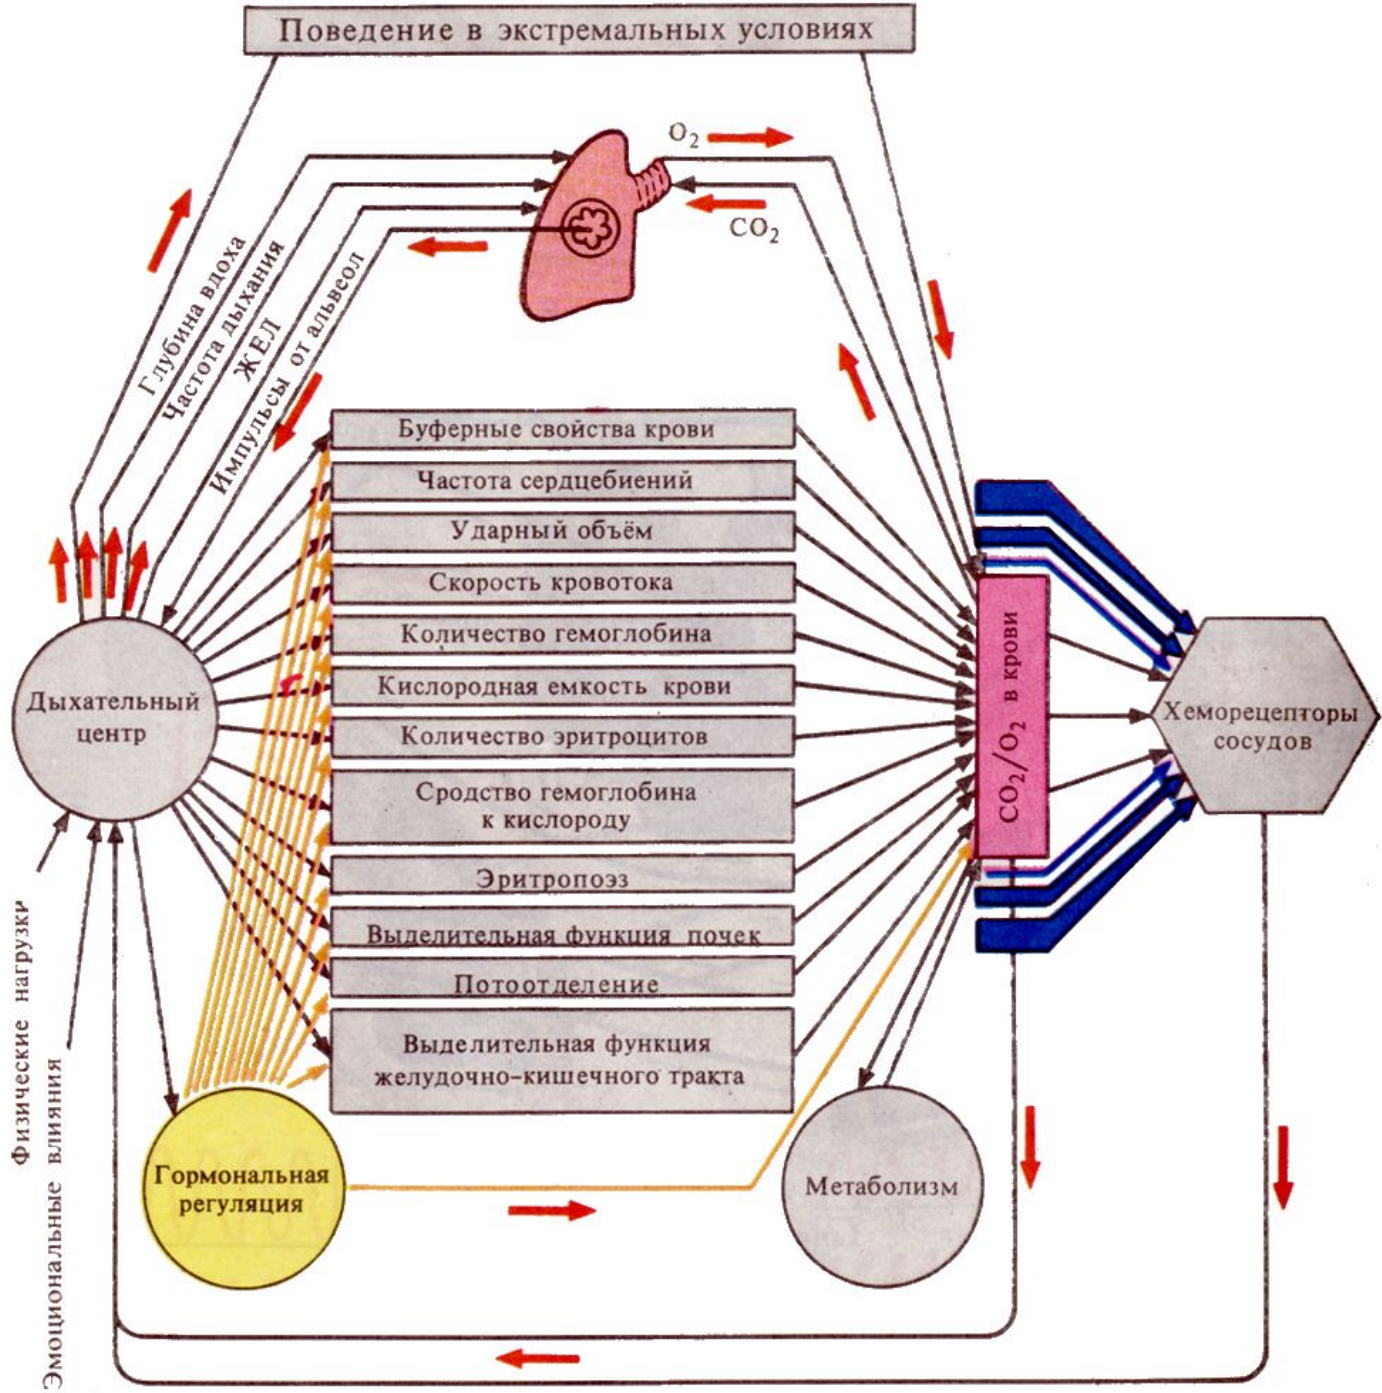 Поведение в экстремальных условиях
O₂
CO₂
Глубина вдоха
Частота дыхания
ЖЕЛ
Импульсы от альвеол
Буферные свойства крови
Частота сердцебиений
Ударный объём
Скорость кровотока
Количество гемоглобина
Кислородная емкость крови
Количество эритроцитов
Сродство гемоглобина
к кислороду
Эритропоэз
Выделительная функция почек
Потоотделение
Выделительная функция
желудочно-кишечного тракта
Дыхательный
центр
CO₂/O₂ в крови
Хеморецепторы
сосудов
Физические нагрузки
Эмоциональные влияния
Гормональная
регуляция
Метаболизм